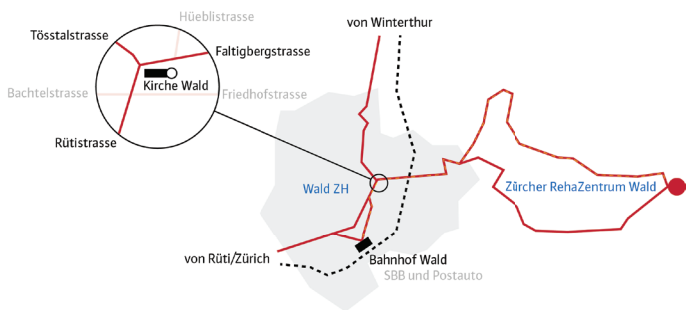 Hüeblistrasse
von Winterthur
Tösstalstrasse
Faltigbergstrasse
Kirche Wald
Bachtelstrasse
Friedhofstrasse
Rütistrasse
Wald ZH
Zürcher RehaZentrum Wald
von Rüti/Zürich
Bahnhof Wald
SBB und Postauto